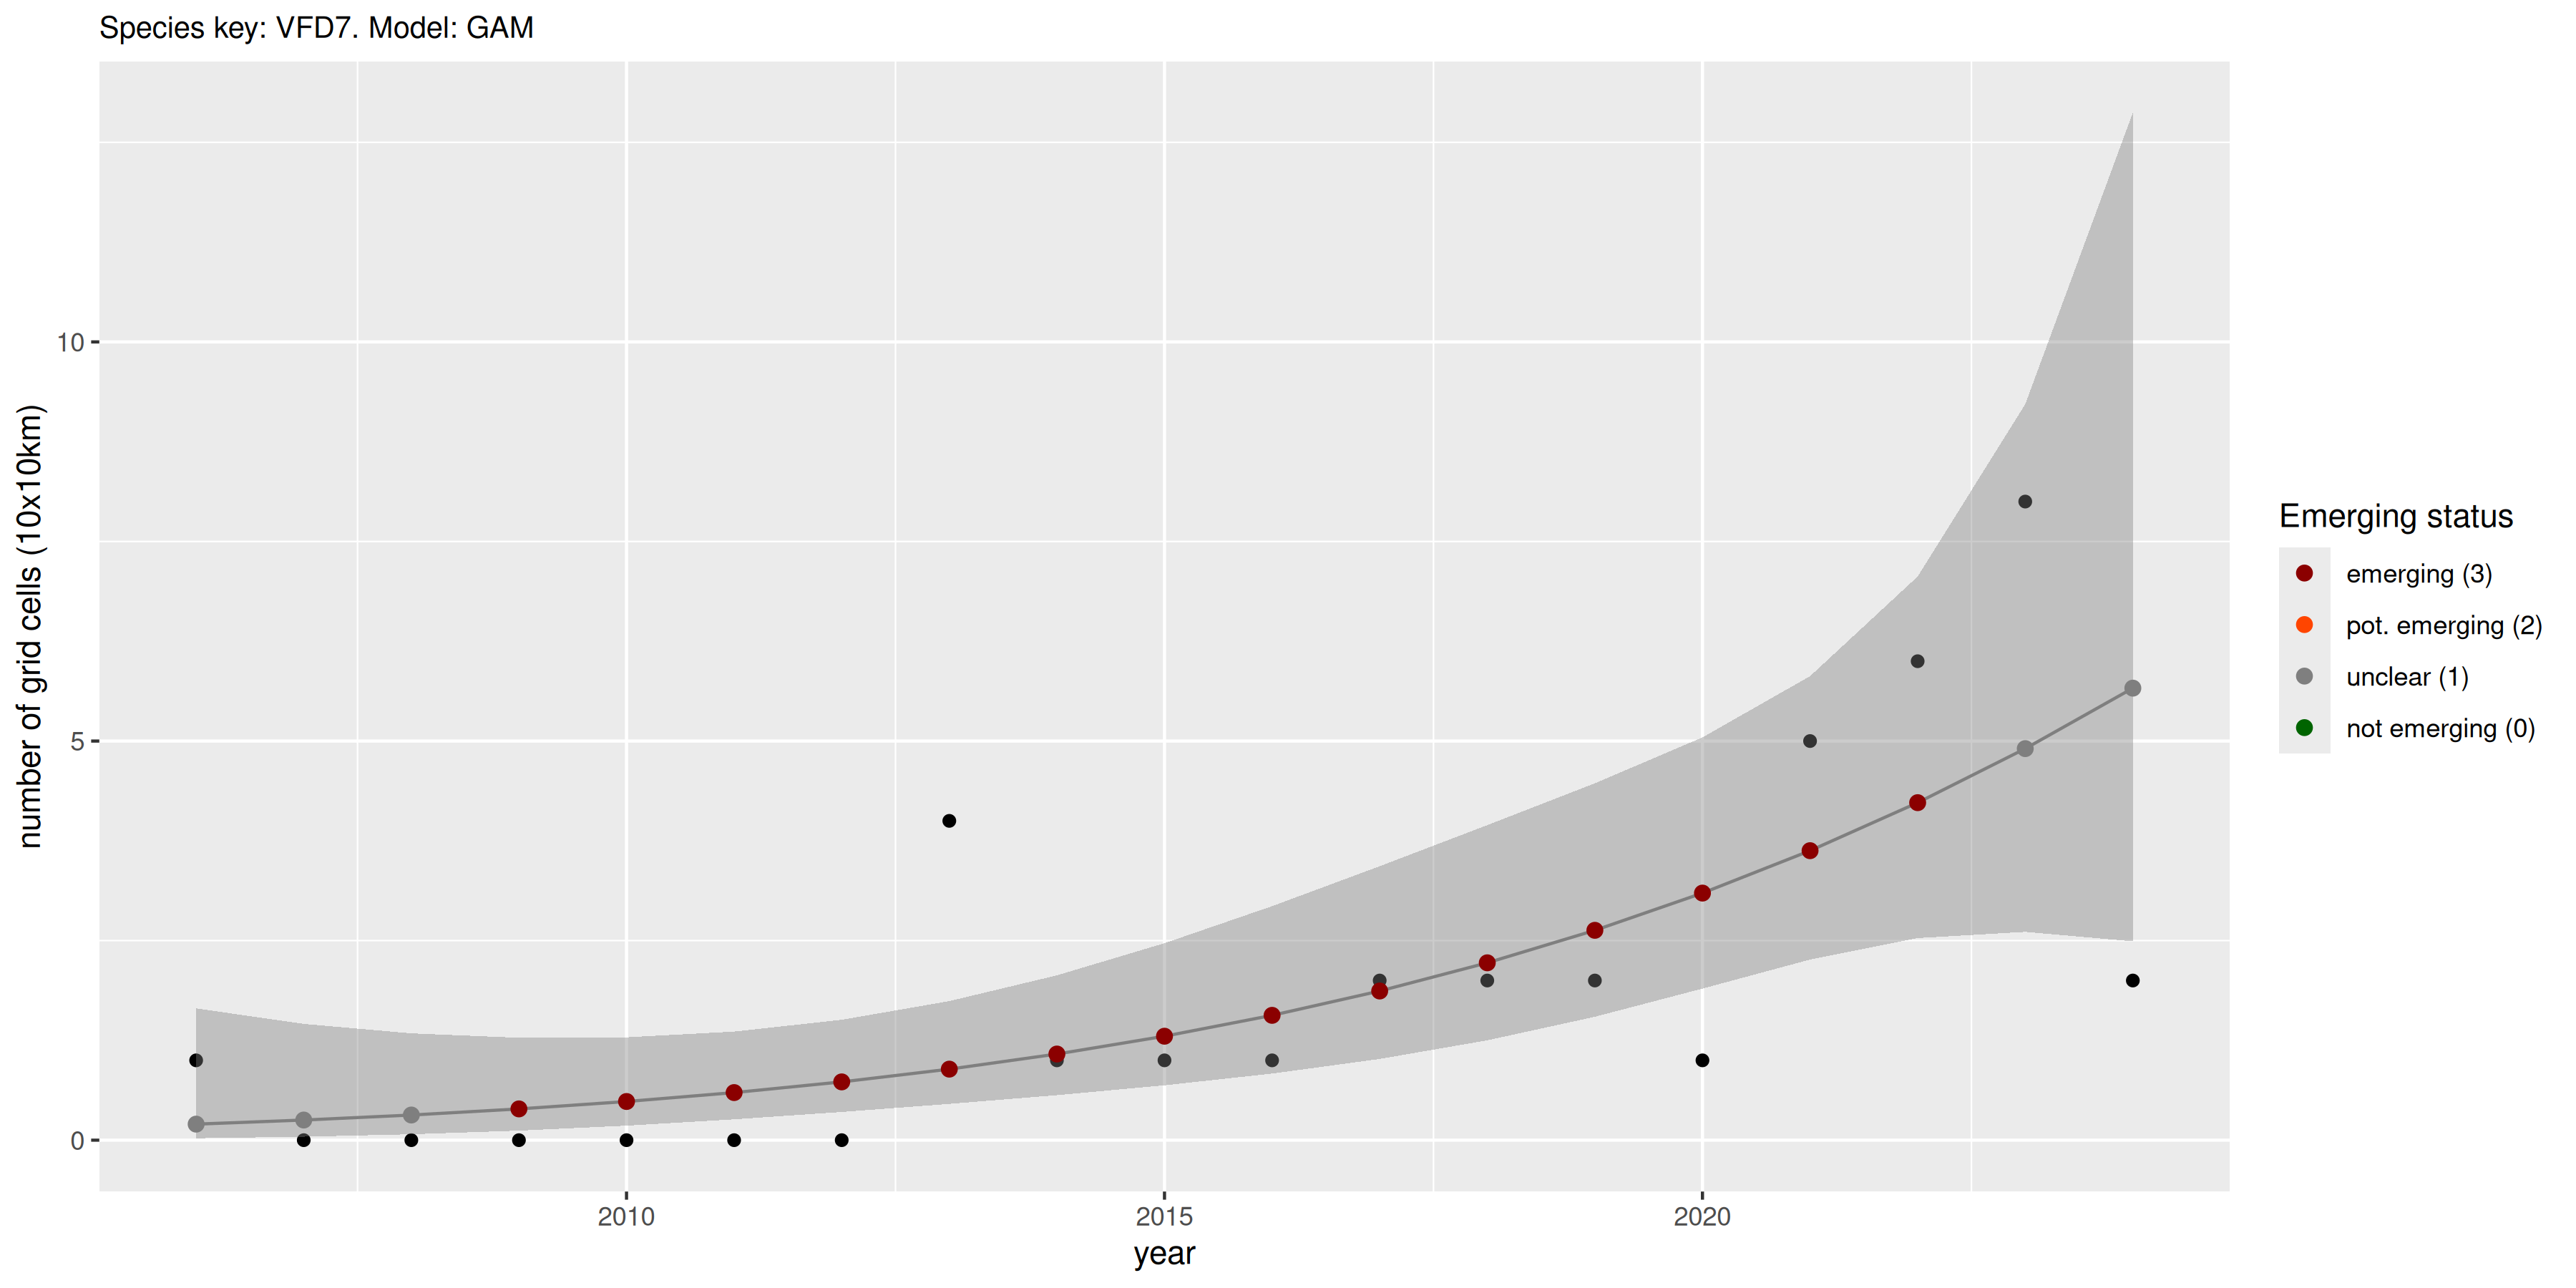 Species key: VFD7. Model: GAM
number of grid cells (10x10km)
10
5
0
2010
2015
2020
year
Emerging status
emerging (3)
pot. emerging (2)
unclear (1)
not emerging (0)